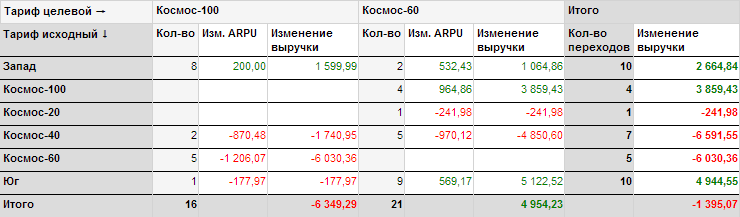 Тариф целевой → Космос-100 Космос-60 Итого
Тариф исходный ↓ Кол-во Изм. ARPU Изменение выручки Кол-во Изм. ARPU Изменение выручки Кол-во переходов Изменение выручки
Запад 8 200,00 1 599,99 2 532,43 1 064,86 10 2 664,84
Космос-100 4 964,86 3 859,43 4 3 859,43
Космос-20 1 -241,98 -241,98 1 -241,98
Космос-40 2 -870,48 -1 740,95 5 -970,12 -4 850,60 7 -6 591,55
Космос-60 5 -1 206,07 -6 030,36 5 -6 030,36
Юг 1 -177,97 -177,97 9 569,17 5 122,52 10 4 944,55
Итого 16 -6 349,29 21 4 954,23 -1 395,07